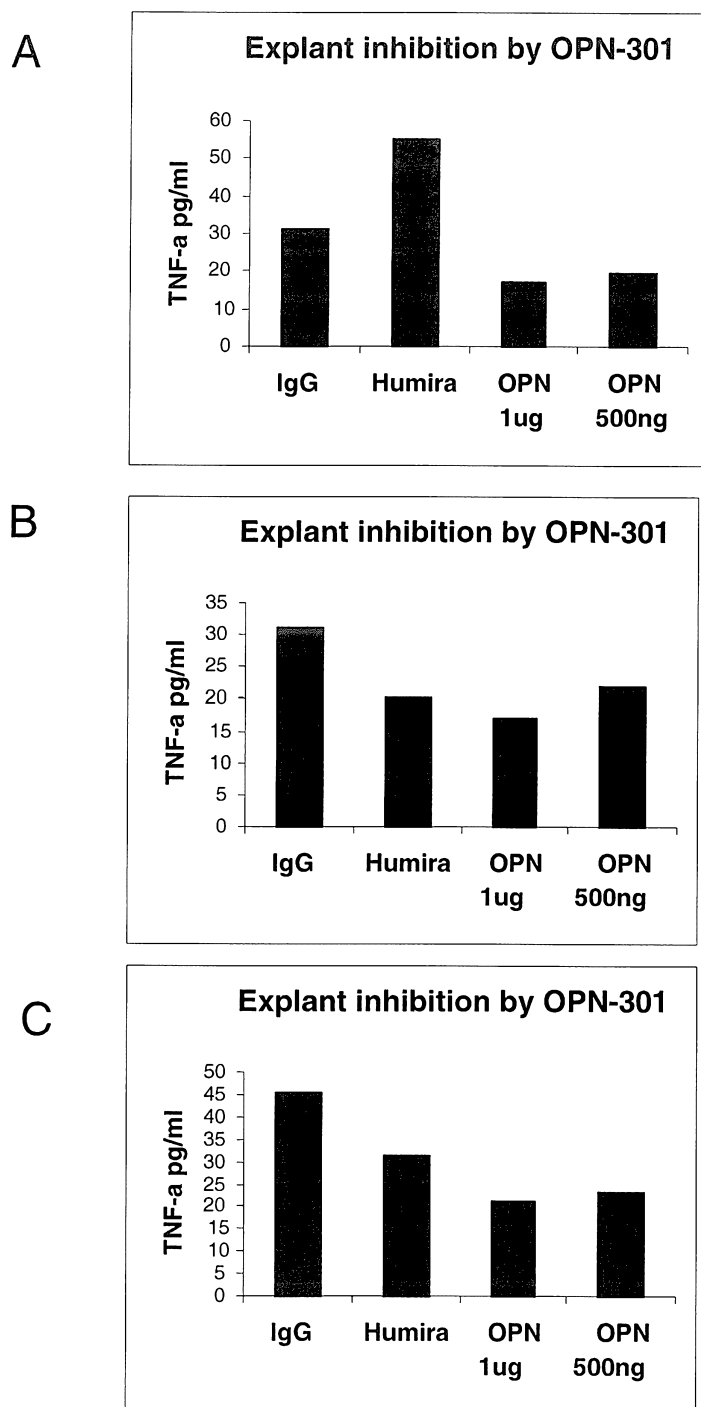 A
Explant inhibition by OPN-301
TNF-a pg/ml
60
50
40
30
20
10
0
IgG Humira OPN OPN
1ug 500ng
B
Explant inhibition by OPN-301
TNF-a pg/ml
35
30
25
20
15
10
5
0
IgG Humira OPN OPN
1ug 500ng
C
Explant inhibition by OPN-301
TNF-a pg/ml
50
45
40
35
30
25
20
15
10
5
0
IgG Humira OPN OPN
1ug 500ng